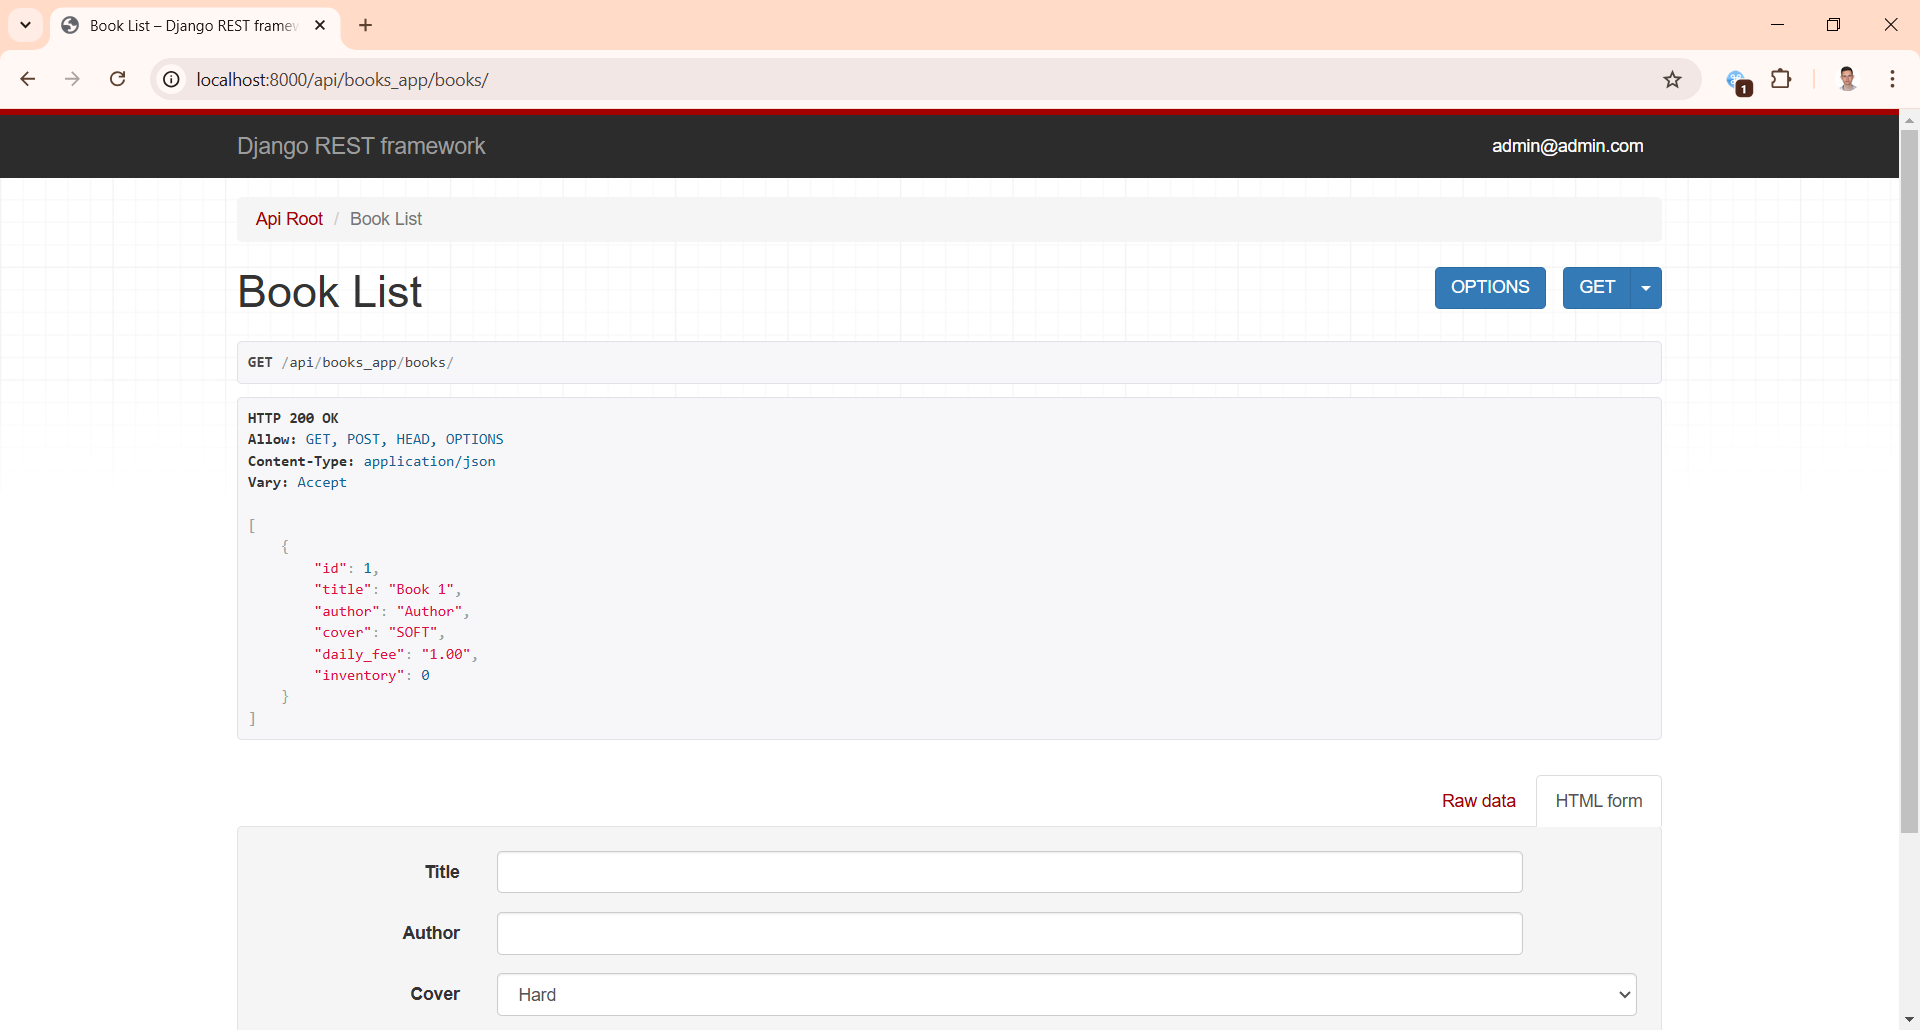 Book List – Django REST framew
localhost:8000/api/books_app/books/
1
Django REST framework
admin@admin.com
Api Root / Book List
Book List
OPTIONS
GET
GET /api/books_app/books/
HTTP 200 OK
Allow: GET, POST, HEAD, OPTIONS
Content-Type: application/json
Vary: Accept
[
{
"id": 1,
"title": "Book 1",
"author": "Author",
"cover": "SOFT",
"daily_fee": "1.00",
"inventory": 0
}
]
Raw data
HTML form
Title
Author
Cover
Hard